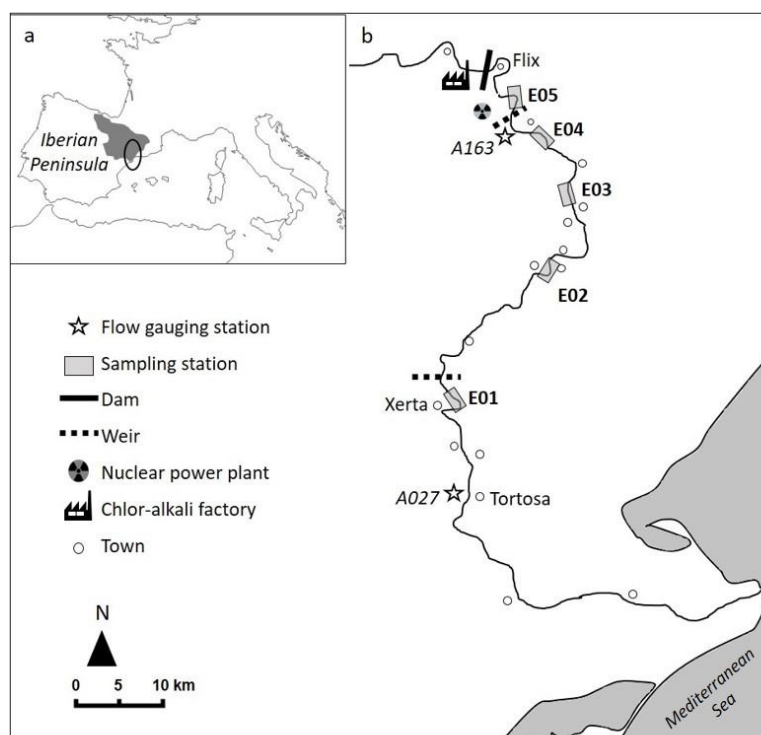 a
Iberian
Peninsula
b
Flix
E05
E04
A163
E03
E02
Flow gauging station
Sampling station
Dam
Weir
Nuclear power plant
Chlor-alkali factory
Town
E01
Xerta
A027
Tortosa
N
0 5 10 km
Mediterranean
Sea